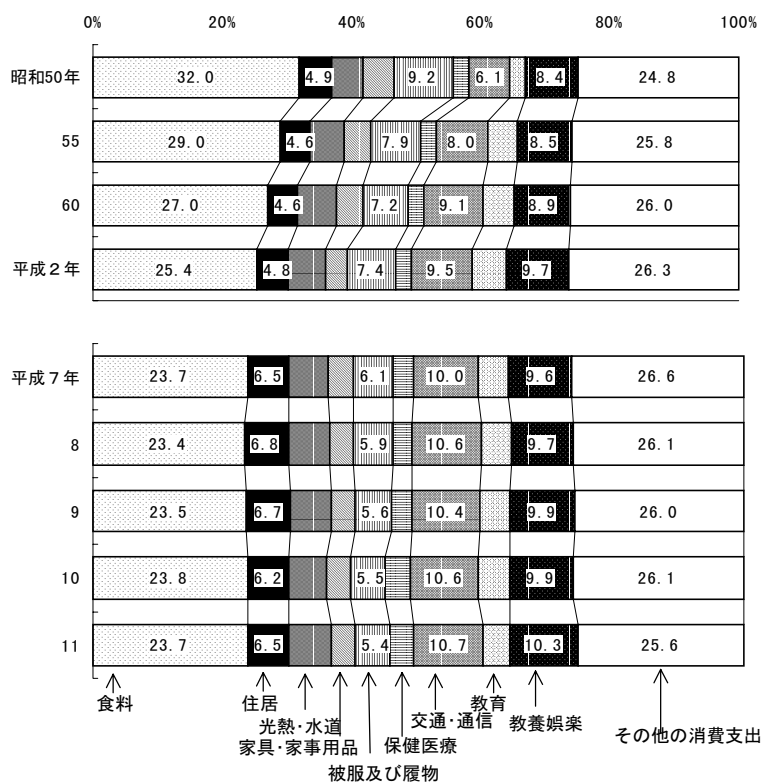 0% 20% 40% 60% 80% 100%
昭和50年 32.0 4.9 9.2 6.1 8.4 24.8
55 29.0 4.6 7.9 8.0 8.5 25.8
60 27.0 4.6 7.2 9.1 8.9 26.0
平成2年 25.4 4.8 7.4 9.5 9.7 26.3
平成7年 23.7 6.5 6.1 10.0 9.6 26.6
8 23.4 6.8 5.9 10.6 9.7 26.1
9 23.5 6.7 5.6 10.4 9.9 26.0
10 23.8 6.2 5.5 10.6 9.9 26.1
11 23.7 6.5 5.4 10.7 10.3 25.6
食料 住居 教育
光熱・水道 交通・通信 教養娯楽
家具・家事用品 保健医療 その他の消費支出
被服及び履物